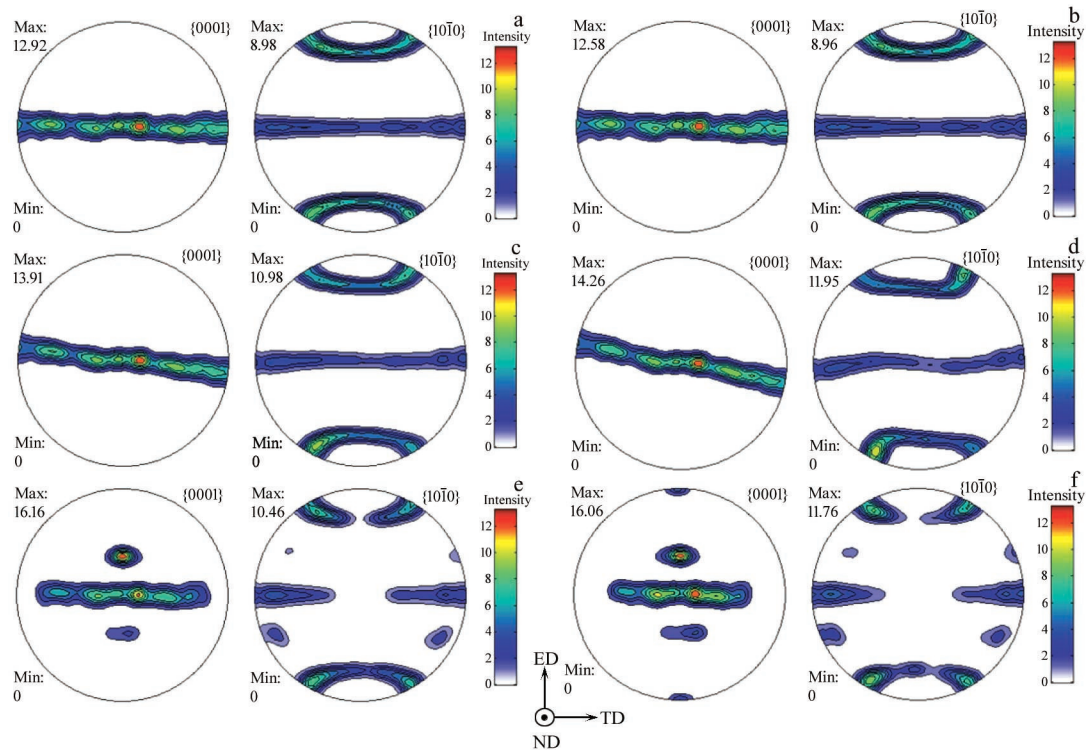 a
Max:
12.92
{0001}
Max:
8.98
{101̄0}
Intensity
12
10
8
6
4
2
0
Min:
0
Min:
0
b
Max:
12.58
{0001}
Max:
8.96
{101̄0}
Intensity
12
10
8
6
4
2
0
Min:
0
Min:
0
c
Max:
13.91
{0001}
Max:
10.98
{101̄0}
Intensity
12
10
8
6
4
2
0
Min:
0
Min:
0
d
Max:
14.26
{0001}
Max:
11.95
{101̄0}
Intensity
12
10
8
6
4
2
0
Min:
0
Min:
0
e
Max:
16.16
{0001}
Max:
10.46
{101̄0}
Intensity
12
10
8
6
4
2
0
Min:
0
Min:
0
f
Max:
16.06
{0001}
Max:
11.76
{101̄0}
Intensity
12
10
8
6
4
2
0
Min:
0
Min:
0
ED
TD
ND